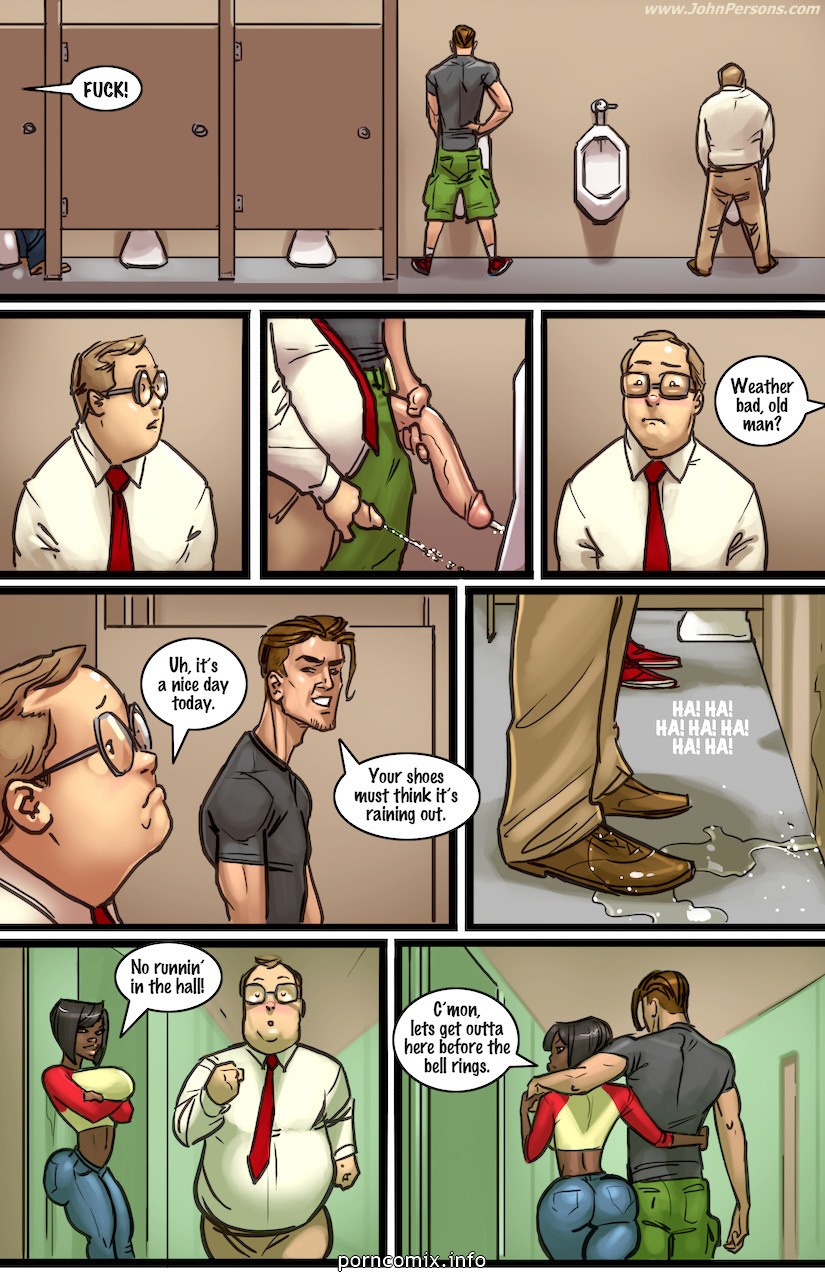 www.JohnPersons.com
FUCK!
Weather
bad, old
man?
Uh, it's
a nice day
today.
Your shoes
must think it's
raining out.
HA! HA!
HA! HA! HA!
HA! HA!
No runnin'
in the hall!
C'mon,
lets get outta
here before the
bell rings.
porncomix.info